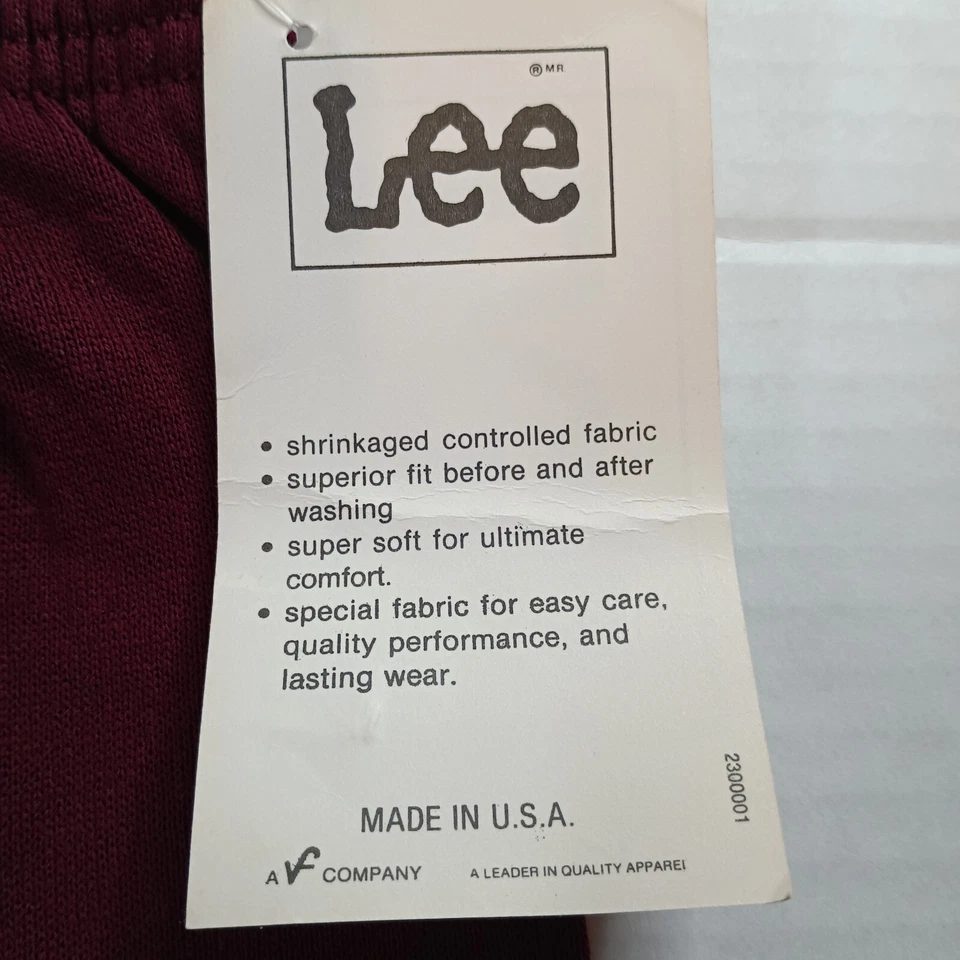 ® MR
Lee
• shrinkaged controlled fabric
• superior fit before and after
washing
• super soft for ultimate
comfort.
• special fabric for easy care,
quality performance, and
lasting wear.
2300001
MADE IN U.S.A.
A VF COMPANY A LEADER IN QUALITY APPAREL